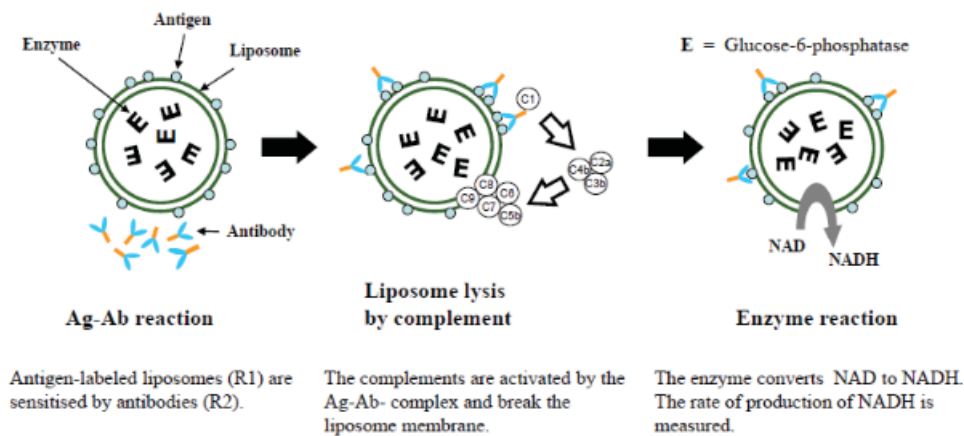 Antigen
Enzyme
Liposome
E = Glucose-6-phosphatase
E E E E E E E
Antibody
C1
C4b C2a
C3b
C8
C9 C6
C7 C5b
E E E E E E E
E E E E E E E
NAD
NADH
Ag-Ab reaction
Liposome lysis
by complement
Enzyme reaction
Antigen-labeled liposomes (R1) are
sensitised by antibodies (R2).
The complements are activated by the
Ag-Ab- complex and break the
liposome membrane.
The enzyme converts NAD to NADH.
The rate of production of NADH is
measured.